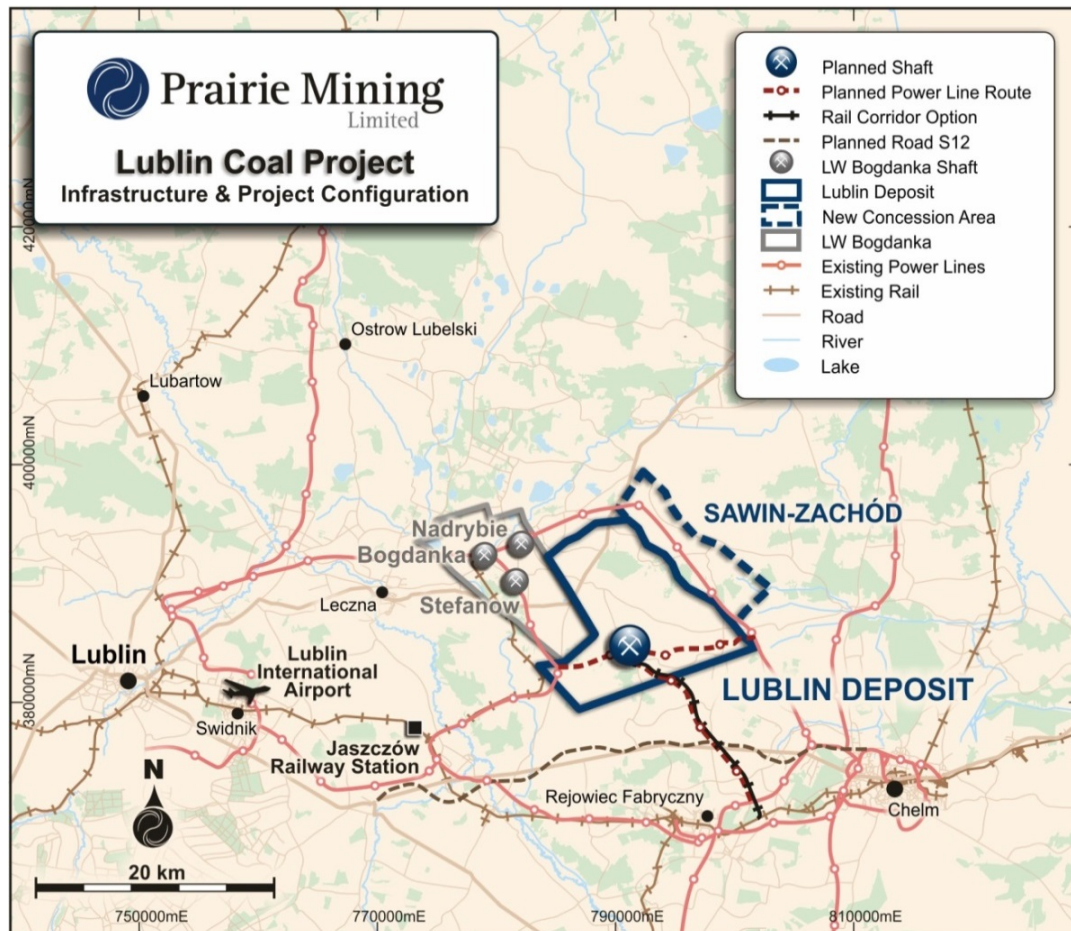 Prairie Mining
Limited
Lublin Coal Project
Infrastructure & Project Configuration
Planned Shaft
Planned Power Line Route
Rail Corridor Option
Planned Road S12
LW Bogdanka Shaft
Lublin Deposit
New Concession Area
LW Bogdanka
Existing Power Lines
Existing Rail
Road
River
Lake
420000mN
400000mN
380000mN
Ostrow Lubelski
Lubartow
SAWIN-ZACHÓD
Nadrybie
Bogdanka
Stefanow
Leczna
Lublin
Lublin
International
Airport
Swidnik
LUBLIN DEPOSIT
Jaszczów
Railway Station
N
Rejowiec Fabryczny
Chelm
20 km
750000mE
770000mE
790000mE
810000mE